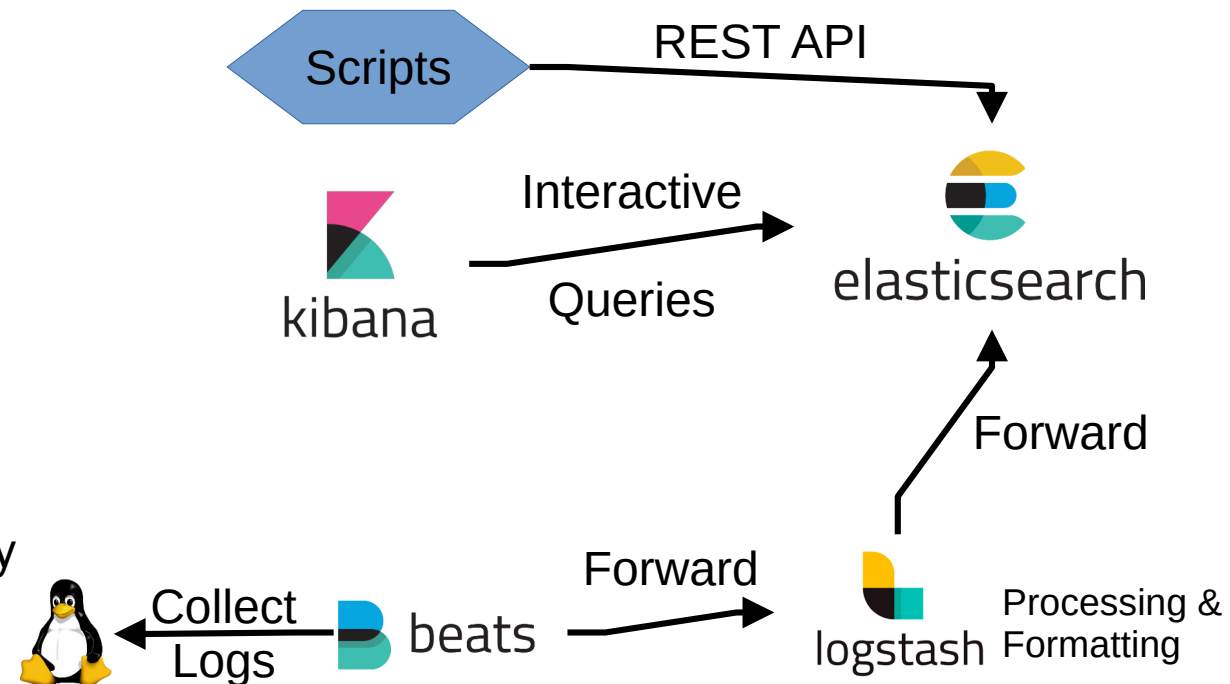 Scripts
REST API
Interactive
Queries
kibana
elasticsearch
Forward
y
Collect
Logs
beats
Forward
logstash
Processing &
Formatting